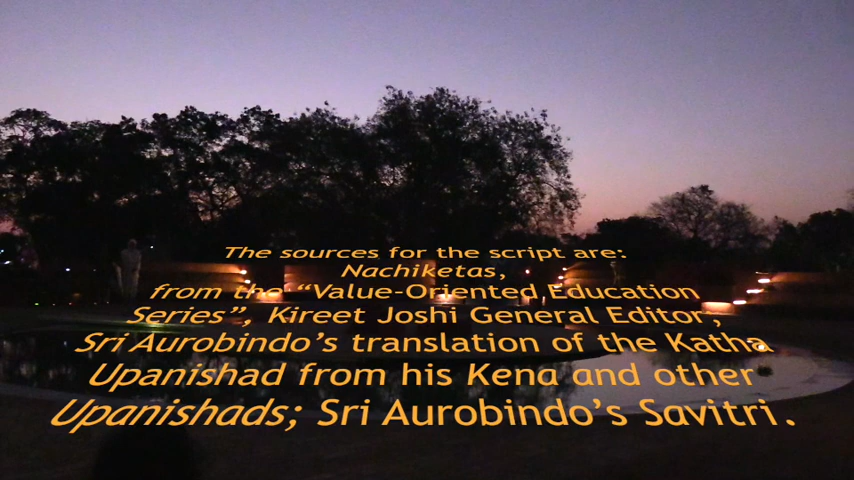 The sources for the script are:
Nachiketas,
from the “Value-Oriented Education
Series”, Kireet Joshi General Editor;
Sri Aurobindo’s translation of the Katha
Upanishad from his Kena and other
Upanishads; Sri Aurobindo’s Savitri.